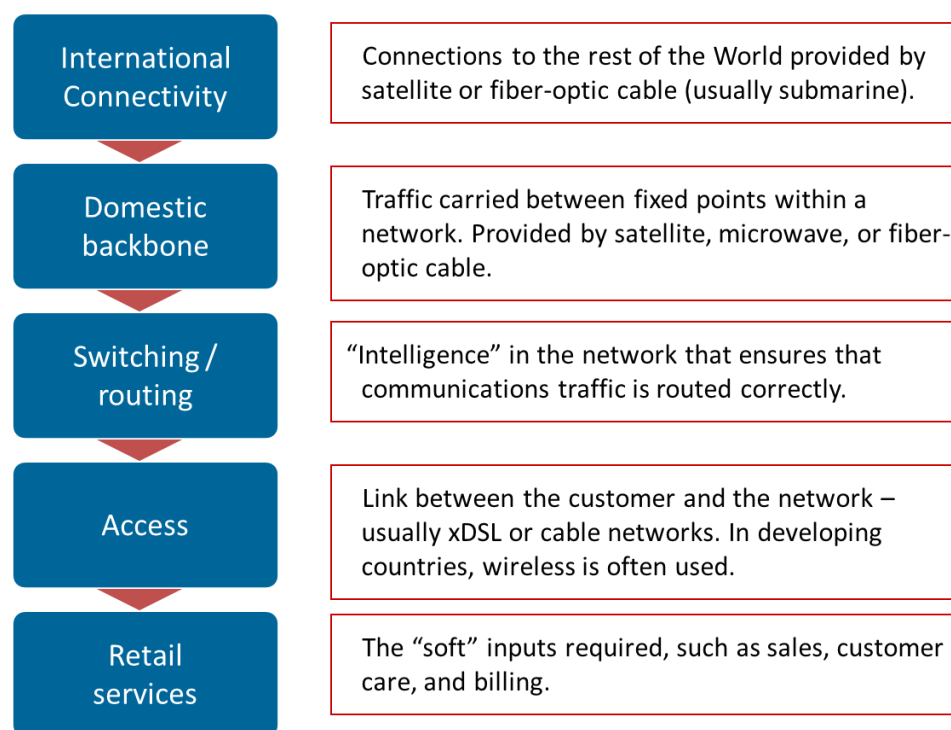 International
Connectivity
Connections to the rest of the World provided by
satellite or fiber-optic cable (usually submarine).
Domestic
backbone
Traffic carried between fixed points within a
network. Provided by satellite, microwave, or fiber-
optic cable.
Switching /
routing
“Intelligence” in the network that ensures that
communications traffic is routed correctly.
Access
Link between the customer and the network –
usually xDSL or cable networks. In developing
countries, wireless is often used.
Retail
services
The “soft” inputs required, such as sales, customer
care, and billing.